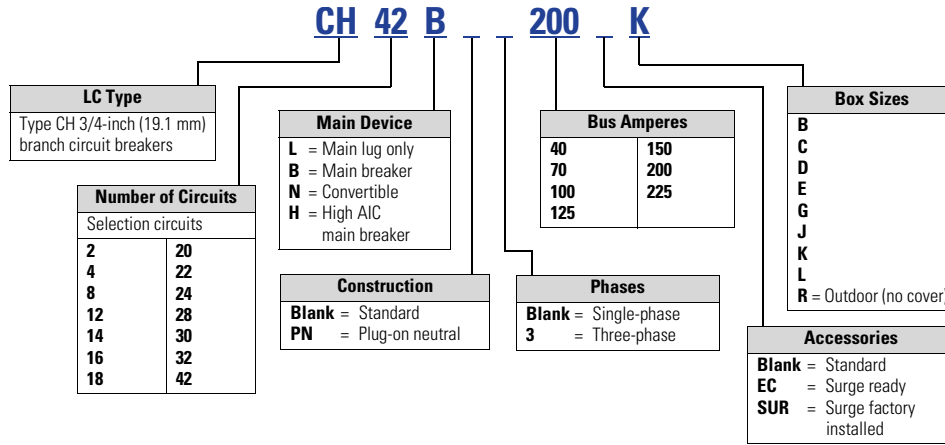 CH 42 B _ _ 200 _ K
LC Type
Type CH 3/4-inch (19.1 mm)
branch circuit breakers
Number of Circuits
Selection circuits
2 20
4 22
8 24
12 28
14 30
16 32
18 42
Main Device
L = Main lug only
B = Main breaker
N = Convertible
H = High AIC
main breaker
Construction
Blank = Standard
PN = Plug-on neutral
Bus Amperes
40 150
70 200
100 225
125
Phases
Blank = Single-phase
3 = Three-phase
Box Sizes
B
C
D
E
G
J
K
L
R = Outdoor (no cover)
Accessories
Blank = Standard
EC = Surge ready
SUR = Surge factory
installed